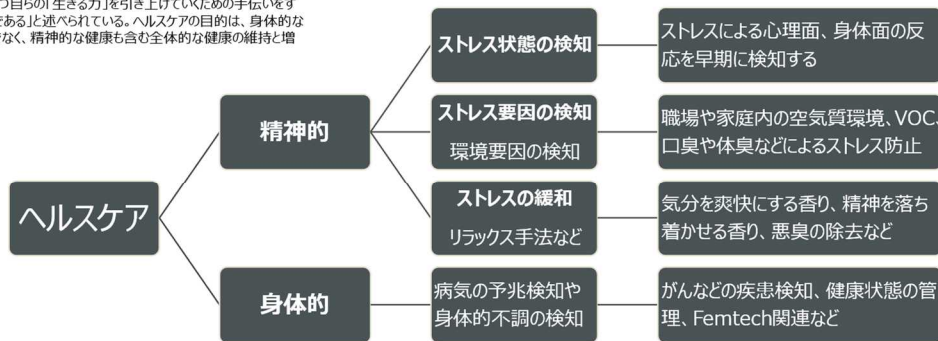 つ自らの「生きる力」を引き上げていくための手伝いをす
である」と述べられている。ヘルスケアの目的は、身体的な
でなく、精神的な健康も含む全体的な健康の維持と増
ヘルスケア
精神的
ストレス状態の検知
ストレスによる心理面、身体面の反
応を早期に検知する
ストレス要因の検知
環境要因の検知
職場や家庭内の空気質環境、VOC、
口臭や体臭などによるストレス防止
ストレスの緩和
リラックス手法など
気分を爽快にする香り、精神を落ち
着かせる香り、悪臭の除去など
身体的
病気の予兆検知や
身体的不調の検知
がんなどの疾患検知、健康状態の管
理、Femtech関連など